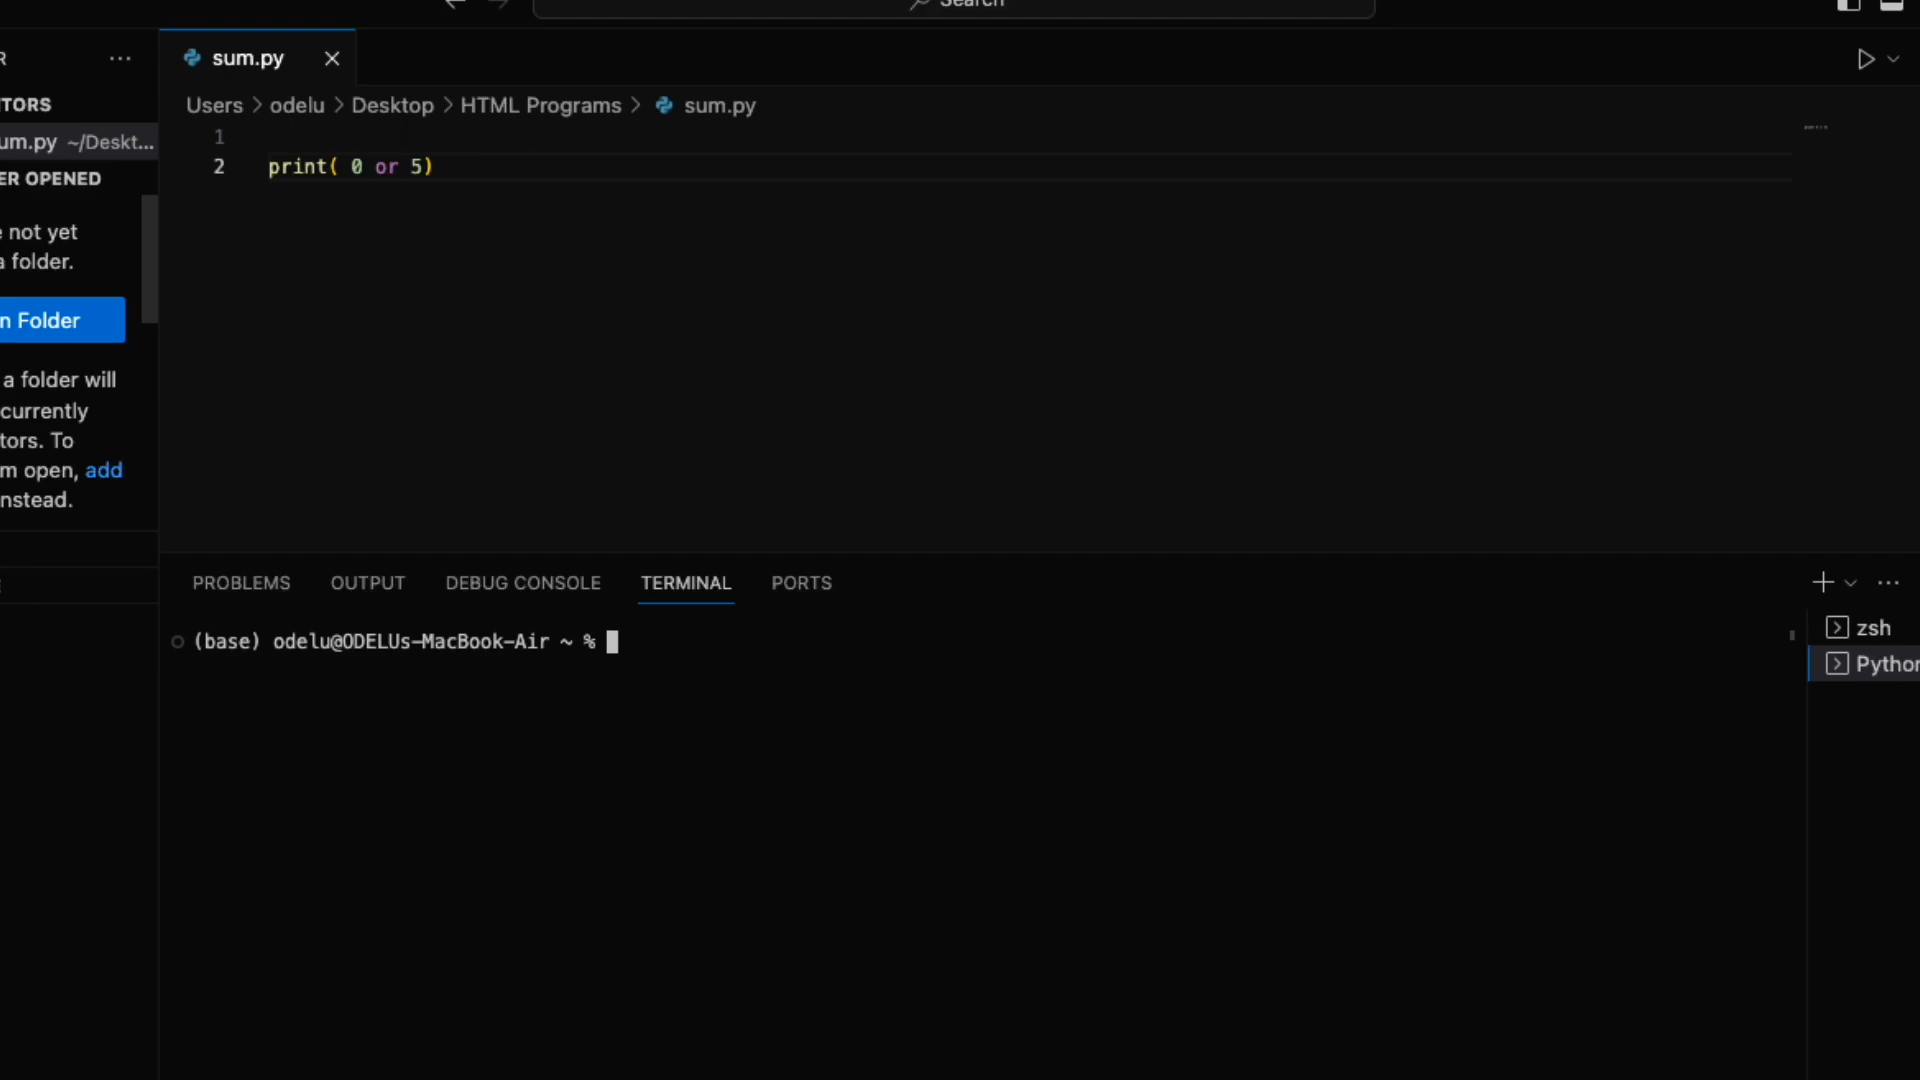 Search
R
sum.py
TORS
Users > odelu > Desktop > HTML Programs > sum.py
um.py ~/Deskt...
1
2 print( 0 or 5)
ER OPENED
not yet
a folder.
n Folder
a folder will
currently
tors. To
m open, add
nstead.
PROBLEMS OUTPUT DEBUG CONSOLE TERMINAL PORTS
(base) odelu@ODELUs-MacBook-Air ~ %
zsh
Python